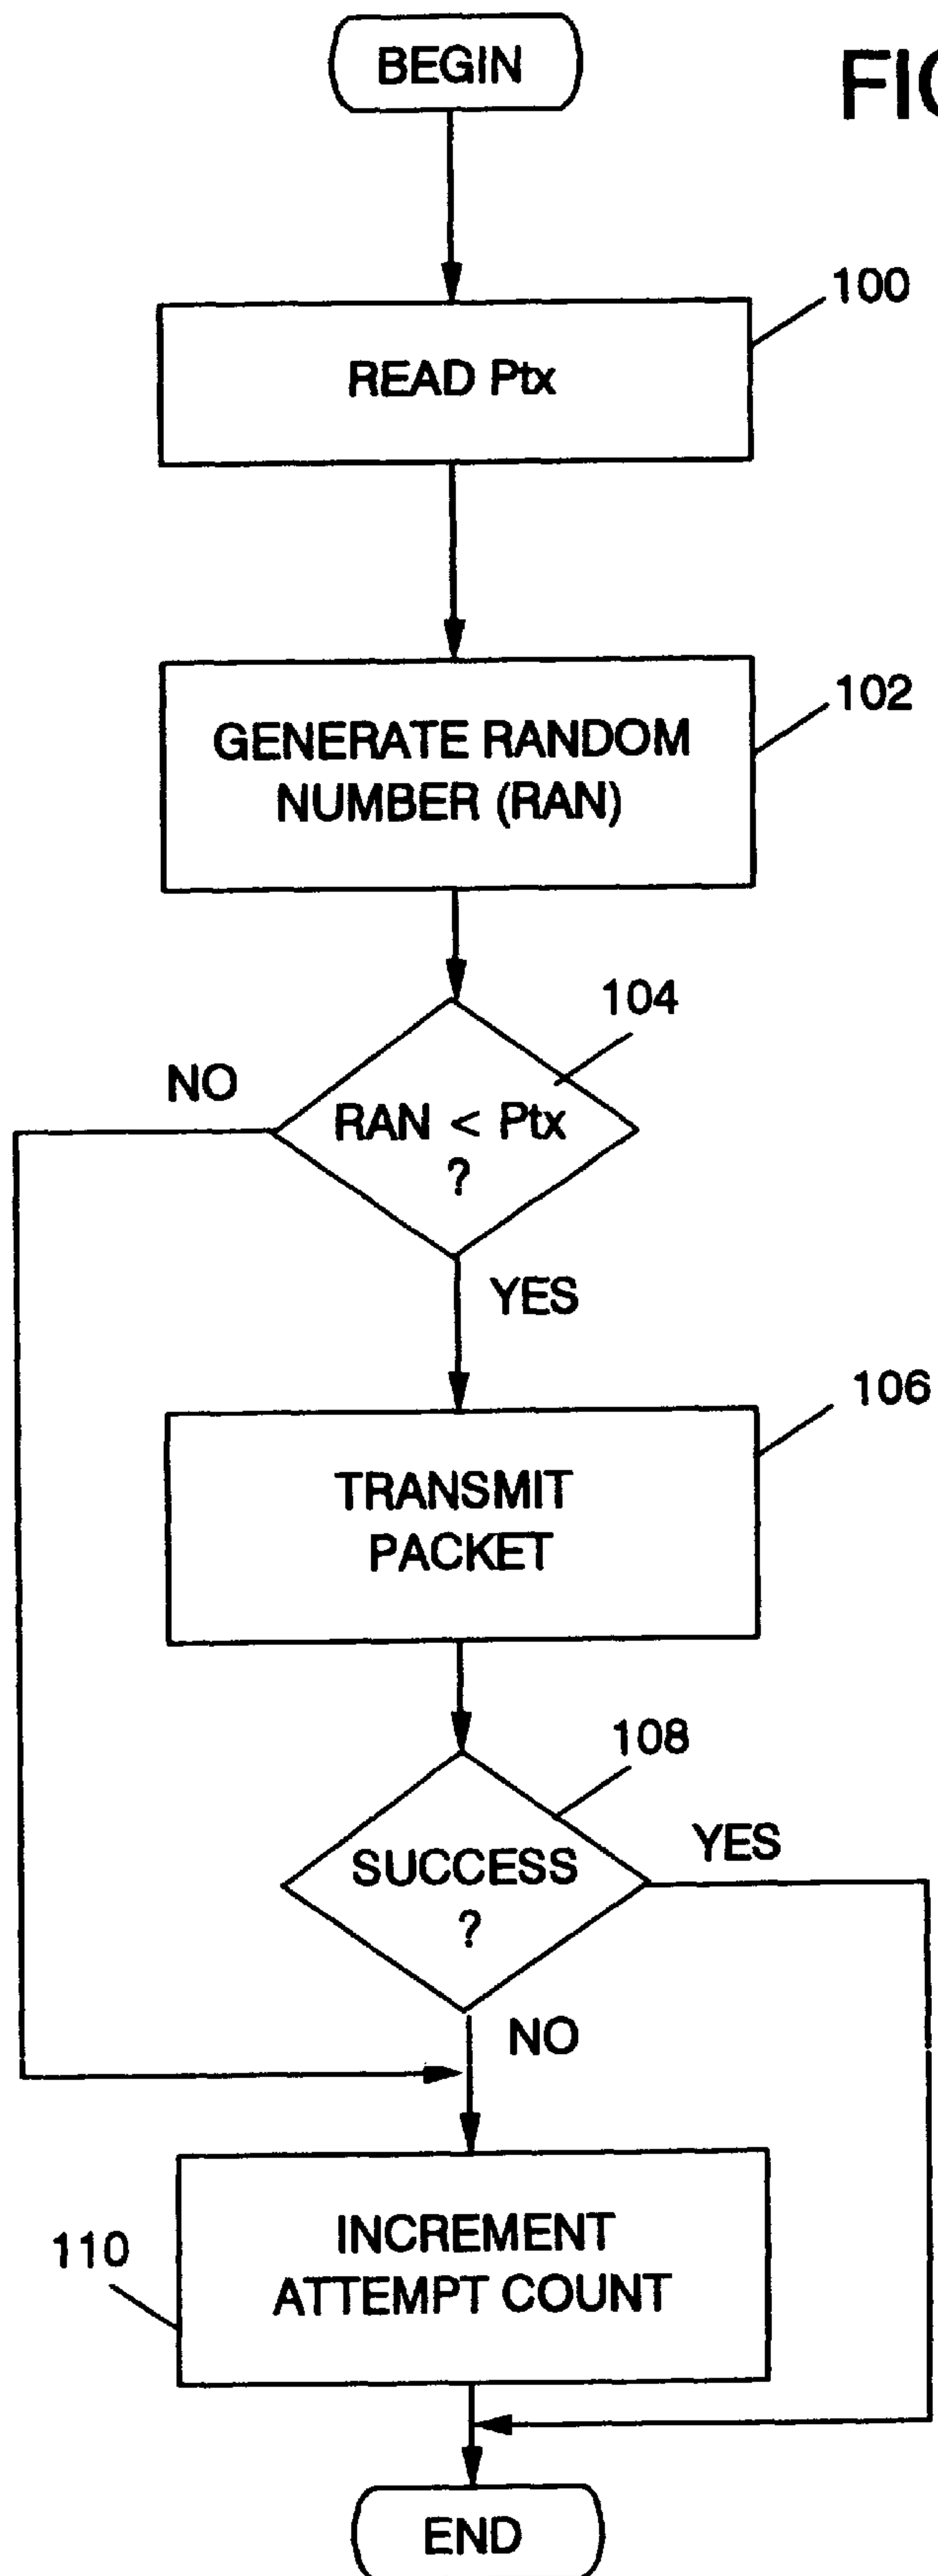 BEGIN
100
READ Ptx
102
GENERATE RANDOM
NUMBER (RAN)
104
NO
RAN < Ptx
?
YES
106
TRANSMIT
PACKET
108
YES
SUCCESS
?
NO
110
INCREMENT
ATTEMPT COUNT
END